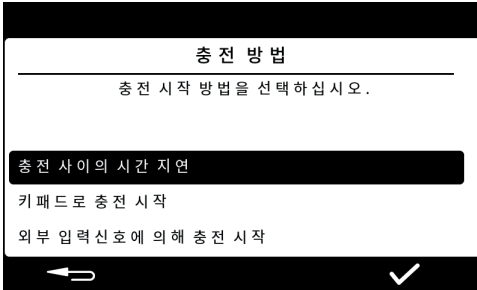 충전 방법
충전 시작 방법을 선택하십시오.
충전 사이의 시간 지연
키패드로 충전 시작
외부 입력신호에 의해 충전 시작